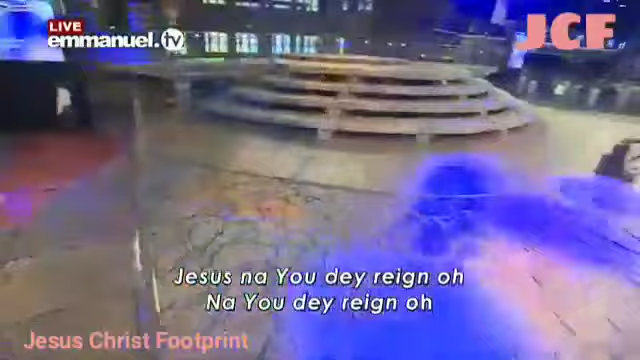 LIVE
emmanuel.tv
JCF
Jesus na You dey reign oh
Na You dey reign oh
Jesus Christ Footprint